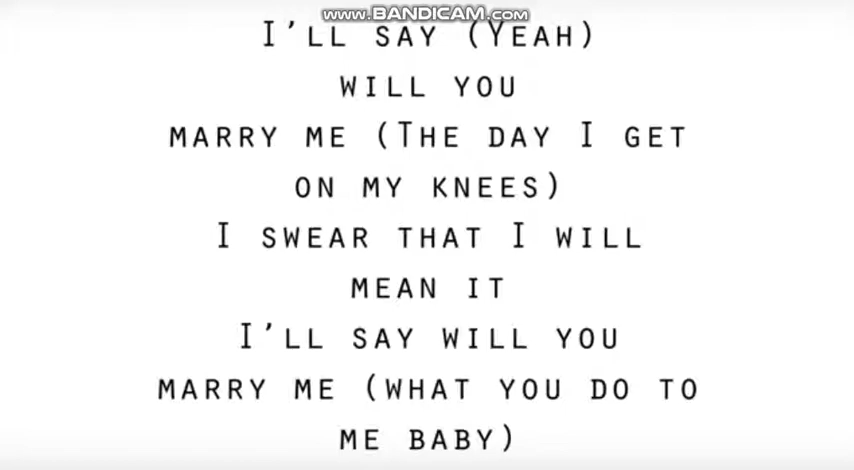 www.BANDICAM.com
I'LL SAY (YEAH)
WILL YOU
MARRY ME (THE DAY I GET
ON MY KNEES)
I SWEAR THAT I WILL
MEAN IT
I'LL SAY WILL YOU
MARRY ME (WHAT YOU DO TO
ME BABY)